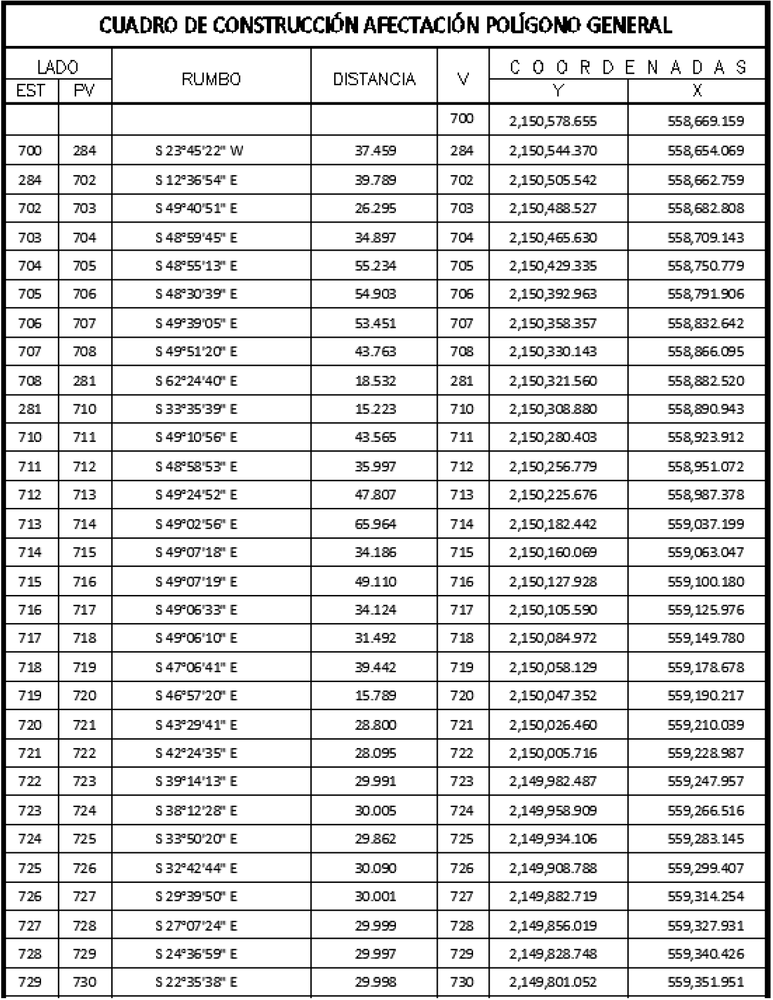 CUADRO DE CONSTRUCCIÓN AFECTACIÓN POLÍGONO GENERAL
LADO RUMBO DISTANCIA V COORDENADAS
EST PV Y X
700 2,150,578.655 558,669.159
700 284 S 23°45'22" W 37.459 284 2,150,544.370 558,654.069
284 702 S 12°36'54" E 39.789 702 2,150,505.542 558,662.759
702 703 S 49°40'51" E 26.295 703 2,150,488.527 558,682.808
703 704 S 48°59'45" E 34.897 704 2,150,465.630 558,709.143
704 705 S 48°55'13" E 55.234 705 2,150,429.335 558,750.779
705 706 S 48°30'39" E 54.903 706 2,150,392.963 558,791.906
706 707 S 49°39'05" E 53.451 707 2,150,358.357 558,832.642
707 708 S 49°51'20" E 43.763 708 2,150,330.143 558,866.095
708 281 S 62°24'40" E 18.532 281 2,150,321.560 558,882.520
281 710 S 33°35'39" E 15.223 710 2,150,308.880 558,890.943
710 711 S 49°10'56" E 43.565 711 2,150,280.403 558,923.912
711 712 S 48°58'53" E 35.997 712 2,150,256.779 558,951.072
712 713 S 49°24'52" E 47.807 713 2,150,225.676 558,987.378
713 714 S 49°02'56" E 65.964 714 2,150,182.442 559,037.199
714 715 S 49°07'18" E 34.186 715 2,150,160.069 559,063.047
715 716 S 49°07'19" E 49.110 716 2,150,127.928 559,100.180
716 717 S 49°06'33" E 34.124 717 2,150,105.590 559,125.976
717 718 S 49°06'10" E 31.492 718 2,150,084.972 559,149.780
718 719 S 47°06'41" E 39.442 719 2,150,058.129 559,178.678
719 720 S 46°57'20" E 15.789 720 2,150,047.352 559,190.217
720 721 S 43°29'41" E 28.800 721 2,150,026.460 559,210.039
721 722 S 42°24'35" E 28.095 722 2,150,005.716 559,228.987
722 723 S 39°14'13" E 29.991 723 2,149,982.487 559,247.957
723 724 S 38°12'28" E 30.005 724 2,149,958.909 559,266.516
724 725 S 33°50'20" E 29.862 725 2,149,934.106 559,283.145
725 726 S 32°42'44" E 30.090 726 2,149,908.788 559,299.407
726 727 S 29°39'50" E 30.001 727 2,149,882.719 559,314.254
727 728 S 27°07'24" E 29.999 728 2,149,856.019 559,327.931
728 729 S 24°36'59" E 29.997 729 2,149,828.748 559,340.426
729 730 S 22°35'38" E 29.998 730 2,149,801.052 559,351.951